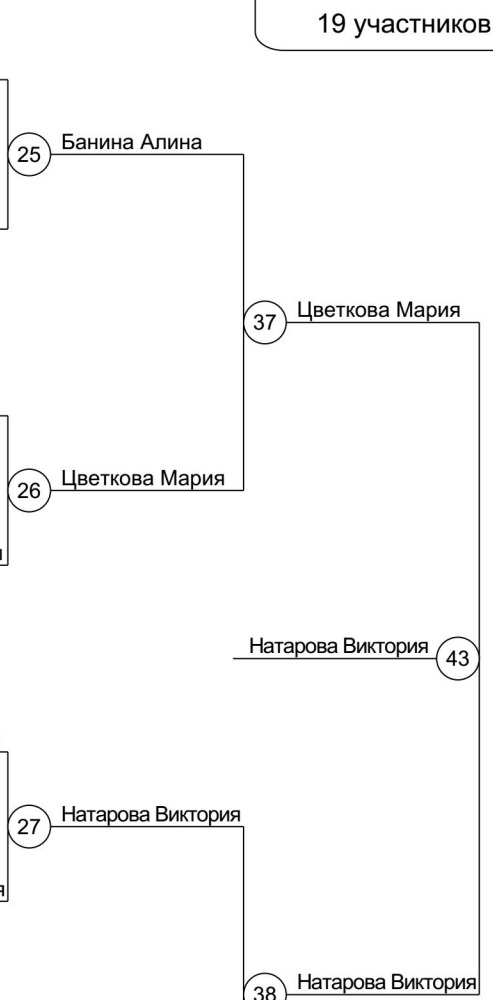 19 участников
25 Банина Алина
37 Цветкова Мария
26 Цветкова Мария
Натарова Виктория 43
27 Натарова Виктория
38 Натарова Виктория